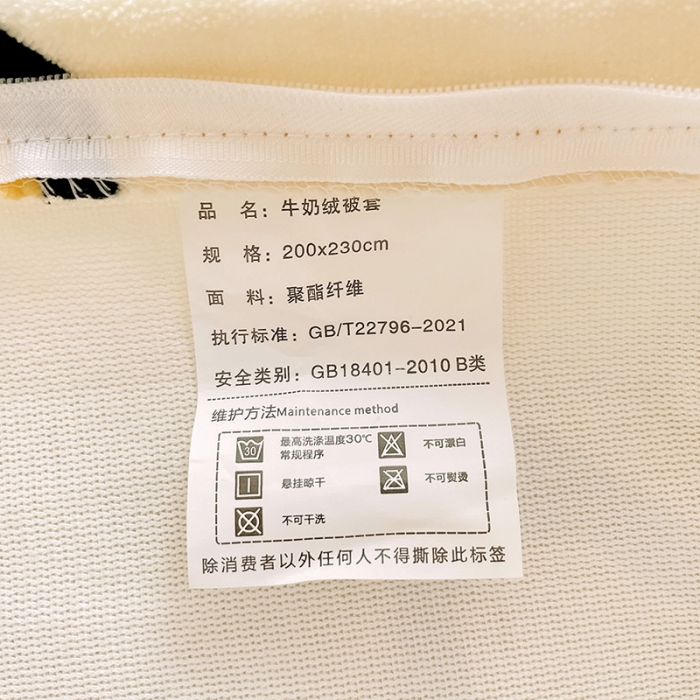 品 名：牛奶绒被套
规 格：200x230cm
面 料：聚酯纤维
执行标准：GB/T22796-2021
安全类别：GB18401--2010 B类
维护方法Maintenance method
30 最高洗涤温度30℃ 常规程序
不可漂白
悬挂晾干
不可熨烫
不可干洗
除消费者以外任何人不得撕除此标签